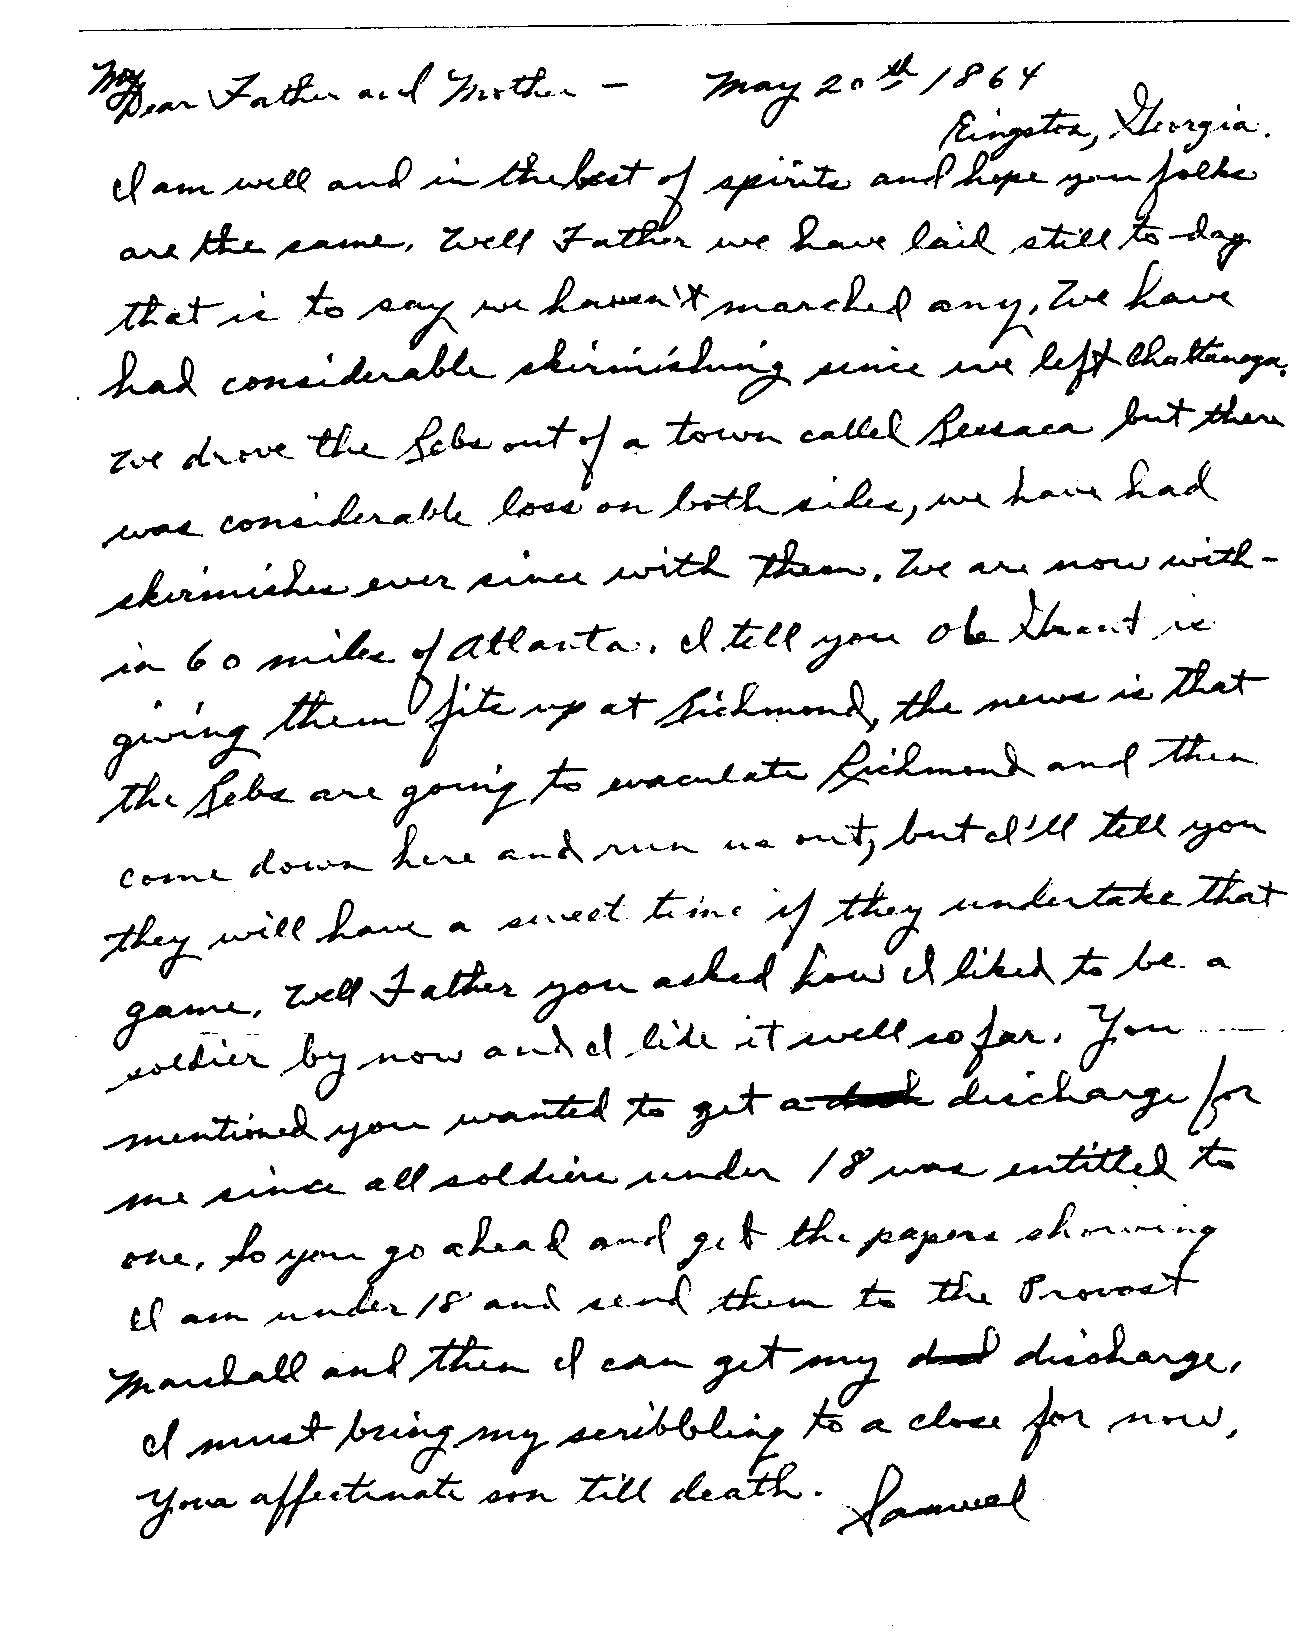 My Dear Father and Mother — May 20th 1864
Kingston, Georgia.
I am well and in the best of spirits and hope you folks
are the same. Well Father we have laid still to-day
that is to say we haven't marched any. We have
had considerable skirmishing since we left Chattanoga.
We drove the Rebs out of a town called Ressaca but there
was considerable loss on both sides, we have had
skirmishes ever since with them. We are now with-
in 60 miles of Atlanta. I tell you Ole Grant is
giving them fits up at Richmond, the news is that
the Rebs are going to evaculate Richmond and then
come down here and run us out, but I'll tell you
they will have a sweet time if they undertake that
game. Well Father you asked how I liked to be a
soldier by now and I like it well so far. You
mentioned you wanted to get a discharge for
me since all soldiers under 18 was entitled to
one. So you go ahead and get the papers showing
I am under 18 and send them to the Provost
Marshall and then I can get my discharge.
I must bring my scribbling to a close for now.
Your affectinate son till death. Samuel